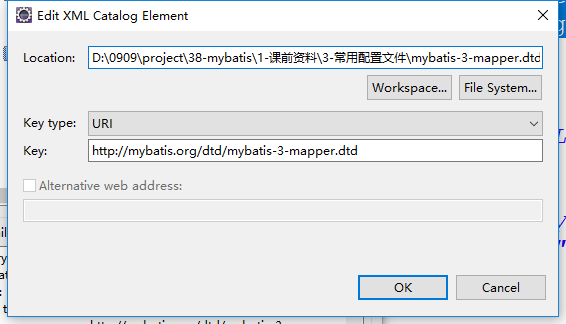 Edit XML Catalog Element
Location: D:\0909\project\38-mybatis\1-课前资料\3-常用配置文件\mybatis-3-mapper.dtd
Workspace... File System...
Key type: URI
Key: http://mybatis.org/dtd/mybatis-3-mapper.dtd
Alternative web address:
OK Cancel